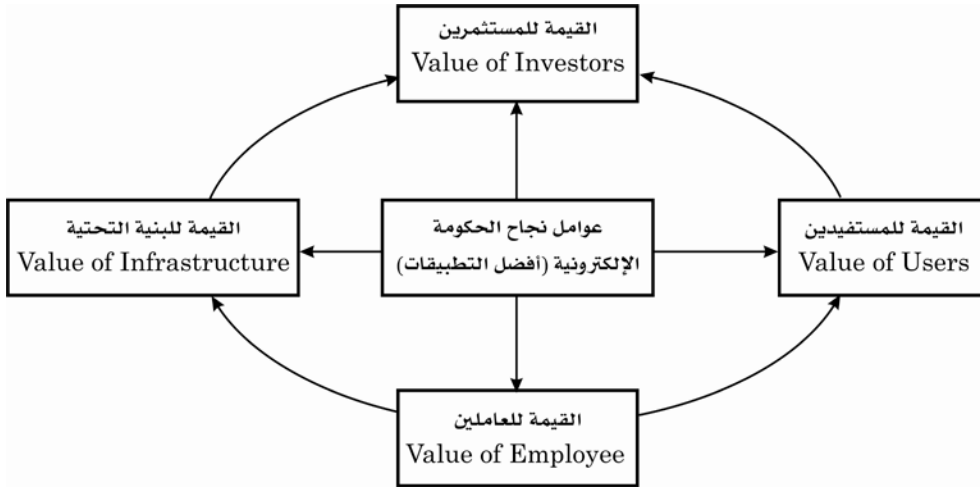 القيمة للمستثمرين
Value of Investors
القيمة للبنية التحتية
Value of Infrastructure
عوامل نجاح الحكومة
الإلكترونية (أفضل التطبيقات)
القيمة للمستفيدين
Value of Users
القيمة للعاملين
Value of Employee